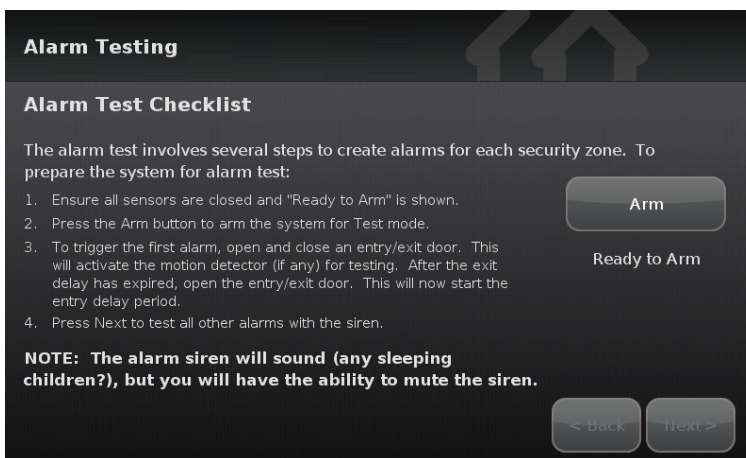 Alarm Testing
Alarm Test Checklist
The alarm test involves several steps to create alarms for each security zone.  To
prepare the system for alarm test:
1.  Ensure all sensors are closed and "Ready to Arm" is shown.
2.  Press the Arm button to arm the system for Test mode.
3.  To trigger the first alarm, open and close an entry/exit door.  This
will activate the motion detector (if any) for testing.  After the exit
delay has expired, open the entry/exit door.  This will now start the
entry delay period.
4.  Press Next to test all other alarms with the siren.
Arm
Ready to Arm
NOTE:  The alarm siren will sound (any sleeping
children?), but you will have the ability to mute the siren.
< Back
Next >